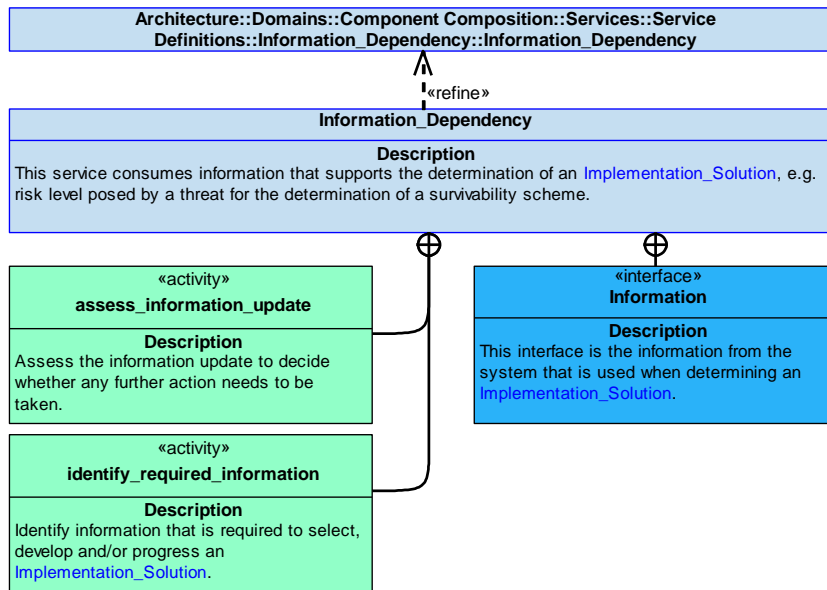 Architecture::Domains::Component Composition::Services::Service
Definitions::Information_Dependency::Information_Dependency
«refine»
Information_Dependency
Description
This service consumes information that supports the determination of an Implementation_Solution, e.g.
risk level posed by a threat for the determination of a survivability scheme.
«activity»
assess_information_update
Description
Assess the information update to decide
whether any further action needs to be
taken.
«interface»
Information
Description
This interface is the information from the
system that is used when determining an
Implementation_Solution.
«activity»
identify_required_information
Description
Identify information that is required to select,
develop and/or progress an
Implementation_Solution.